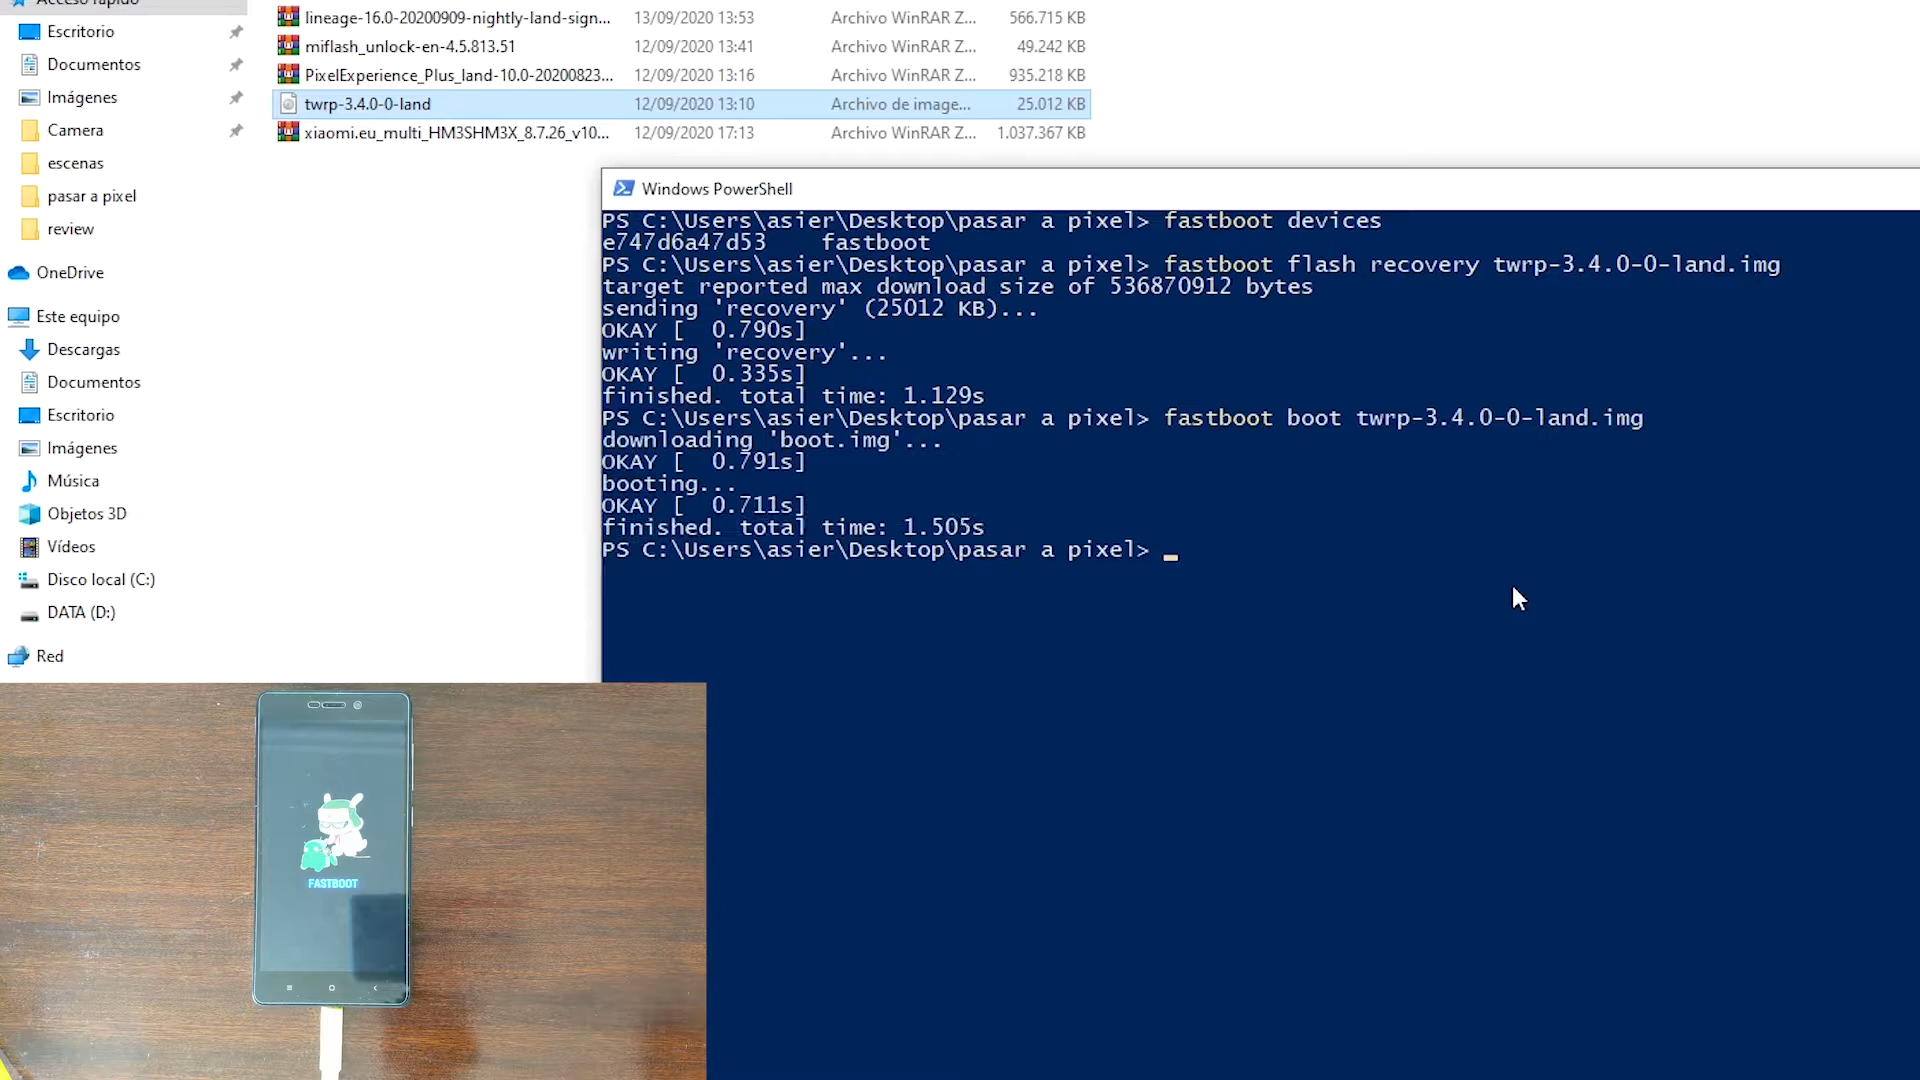 Acceso rápido
Escritorio
Documentos
Imágenes
Camera
escenas
pasar a pixel
review
OneDrive
Este equipo
Descargas
Documentos
Escritorio
Imágenes
Música
Objetos 3D
Vídeos
Disco local (C:)
DATA (D:)
Red
lineage-16.0-20200909-nightly-land-sign... 13/09/2020 13:53 Archivo WinRAR Z... 566.715 KB
miflash_unlock-en-4.5.813.51 12/09/2020 13:41 Archivo WinRAR Z... 49.242 KB
PixelExperience_Plus_land-10.0-20200823... 12/09/2020 13:16 Archivo WinRAR Z... 935.218 KB
twrp-3.4.0-0-land 12/09/2020 13:10 Archivo de image... 25.012 KB
xiaomi.eu_multi_HM3SHM3X_8.7.26_v10... 12/09/2020 17:13 Archivo WinRAR Z... 1.037.367 KB
Windows PowerShell
PS C:\Users\asier\Desktop\pasar a pixel> fastboot devices
e747d6a47d53    fastboot
PS C:\Users\asier\Desktop\pasar a pixel> fastboot flash recovery twrp-3.4.0-0-land.img
target reported max download size of 536870912 bytes
sending 'recovery' (25012 KB)...
OKAY [  0.790s]
writing 'recovery'...
OKAY [  0.335s]
finished. total time: 1.129s
PS C:\Users\asier\Desktop\pasar a pixel> fastboot boot twrp-3.4.0-0-land.img
downloading 'boot.img'...
OKAY [  0.791s]
booting...
OKAY [  0.711s]
finished. total time: 1.505s
PS C:\Users\asier\Desktop\pasar a pixel> _
FASTBOOT